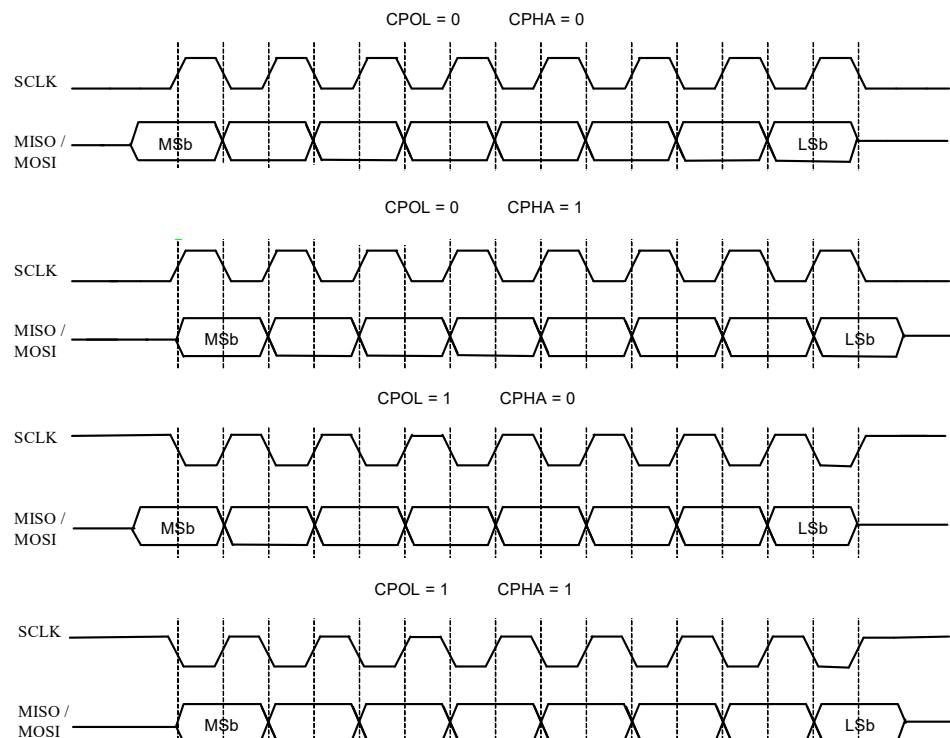 CPOL = 0 CPHA = 0
SCLK
MISO /
MOSI
MSb LSb
CPOL = 0 CPHA = 1
SCLK
MISO /
MOSI
MSb LSb
CPOL = 1 CPHA = 0
SCLK
MISO /
MOSI
MSb LSb
CPOL = 1 CPHA = 1
SCLK
MISO /
MOSI
MSb LSb